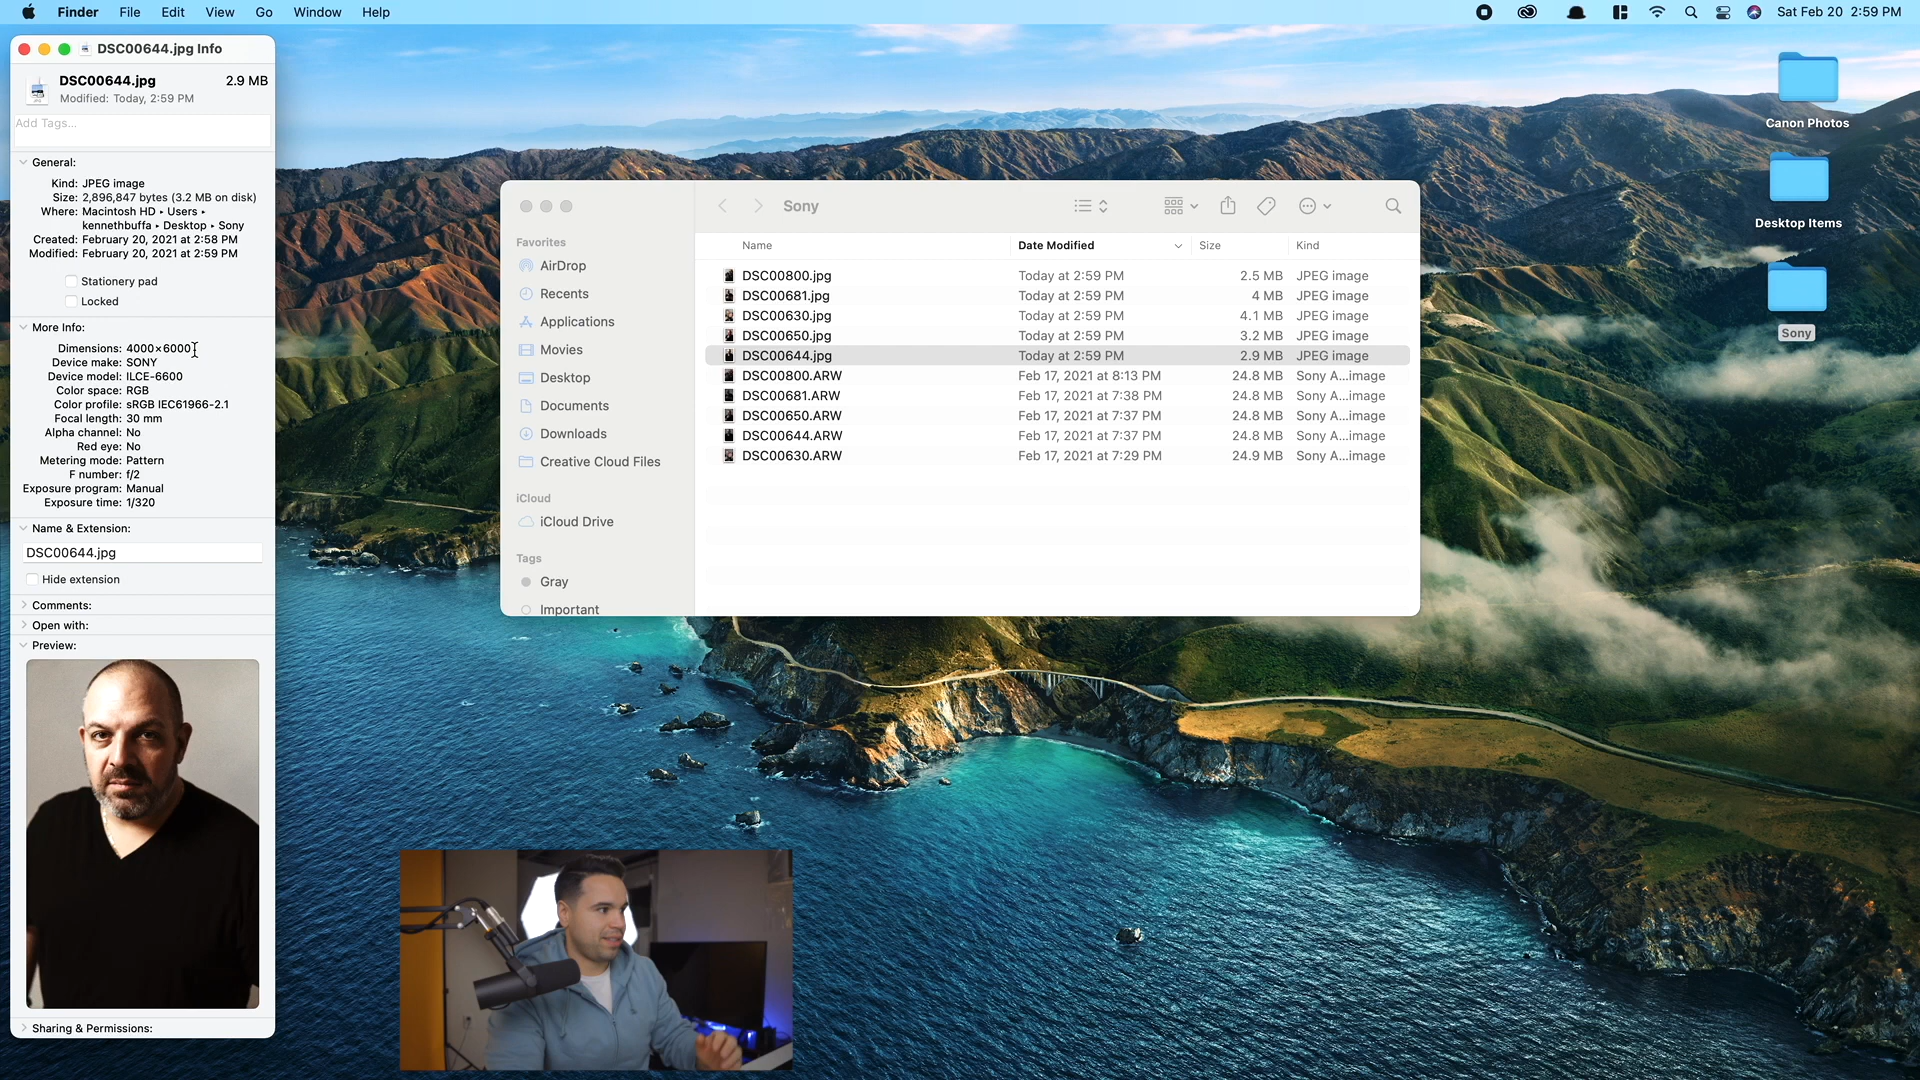 Finder File Edit View Go Window Help
Sat Feb 20 2:59 PM
DSC00644.jpg Info
DSC00644.jpg 2.9 MB
Modified: Today, 2:59 PM
Add Tags...
General:
Kind: JPEG image
Size: 2,896,847 bytes (3.2 MB on disk)
Where: Macintosh HD ▸ Users ▸
kennethbuffa ▸ Desktop ▸ Sony
Created: February 20, 2021 at 2:58 PM
Modified: February 20, 2021 at 2:59 PM
Stationery pad
Locked
More Info:
Dimensions: 4000×6000
Device make: SONY
Device model: ILCE-6600
Color space: RGB
Color profile: sRGB IEC61966-2.1
Focal length: 30 mm
Alpha channel: No
Red eye: No
Metering mode: Pattern
F number: f/2
Exposure program: Manual
Exposure time: 1/320
Name & Extension:
DSC00644.jpg
Hide extension
Comments:
Open with:
Preview:
Sharing & Permissions:
Sony
Favorites
AirDrop
Recents
Applications
Movies
Desktop
Documents
Downloads
Creative Cloud Files
iCloud
iCloud Drive
Tags
Gray
Important
Name Date Modified Size Kind
DSC00800.jpg Today at 2:59 PM 2.5 MB JPEG image
DSC00681.jpg Today at 2:59 PM 4 MB JPEG image
DSC00630.jpg Today at 2:59 PM 4.1 MB JPEG image
DSC00650.jpg Today at 2:59 PM 3.2 MB JPEG image
DSC00644.jpg Today at 2:59 PM 2.9 MB JPEG image
DSC00800.ARW Feb 17, 2021 at 8:13 PM 24.8 MB Sony A...image
DSC00681.ARW Feb 17, 2021 at 7:38 PM 24.8 MB Sony A...image
DSC00650.ARW Feb 17, 2021 at 7:37 PM 24.8 MB Sony A...image
DSC00644.ARW Feb 17, 2021 at 7:37 PM 24.8 MB Sony A...image
DSC00630.ARW Feb 17, 2021 at 7:29 PM 24.9 MB Sony A...image
Canon Photos
Desktop Items
Sony